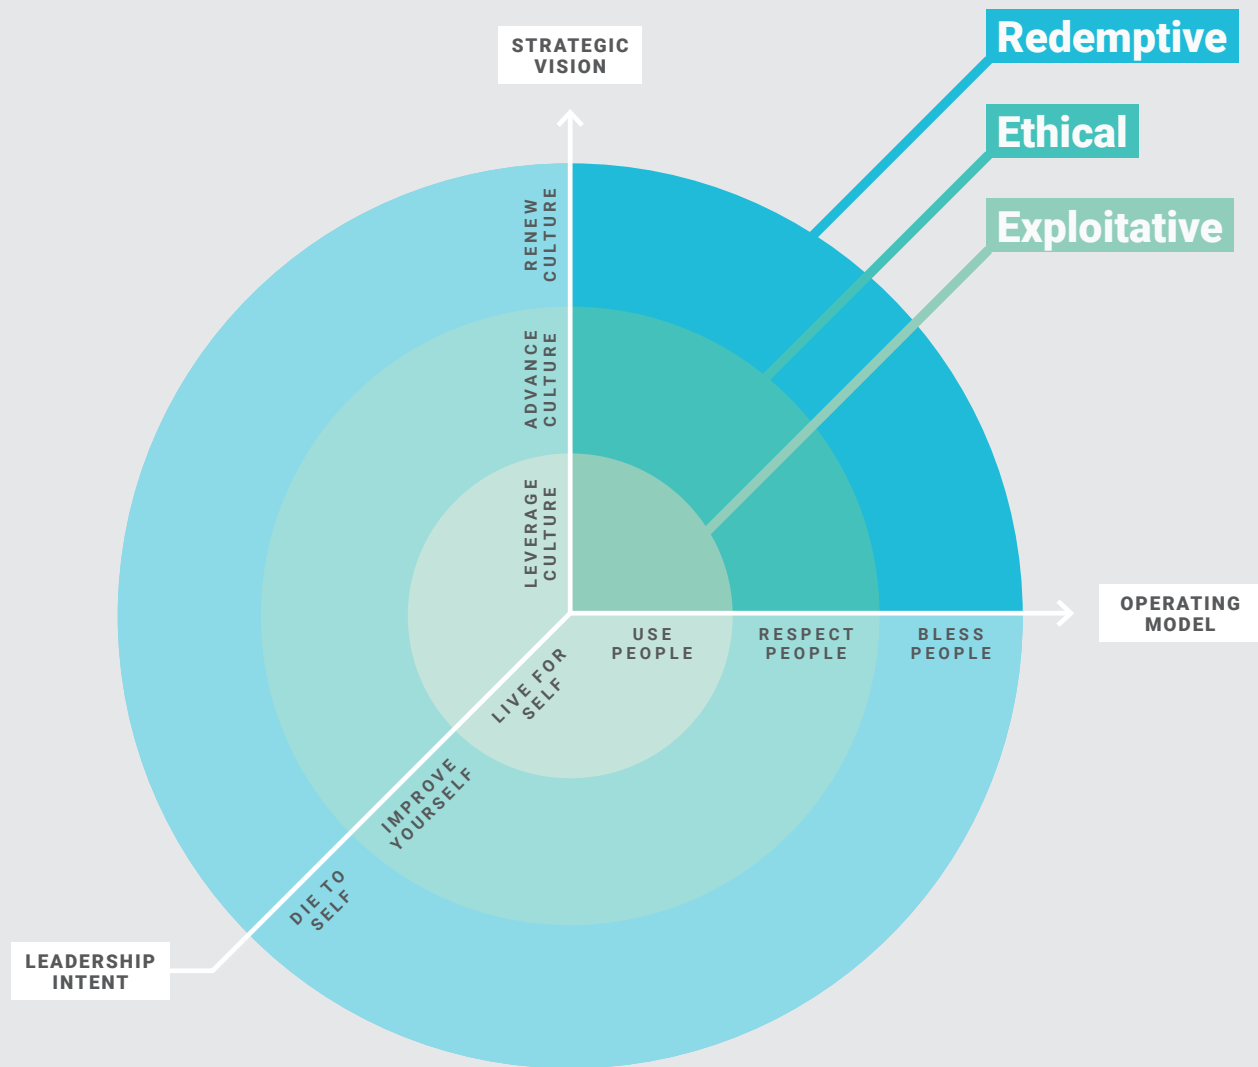 STRATEGIC
VISION
Redemptive
Ethical
Exploitative
RENEW
CULTURE
ADVANCE
CULTURE
LEVERAGE
CULTURE
OPERATING
MODEL
USE
PEOPLE
RESPECT
PEOPLE
BLESS
PEOPLE
LIVE FOR
SELF
IMPROVE
YOURSELF
DIE TO
SELF
LEADERSHIP
INTENT